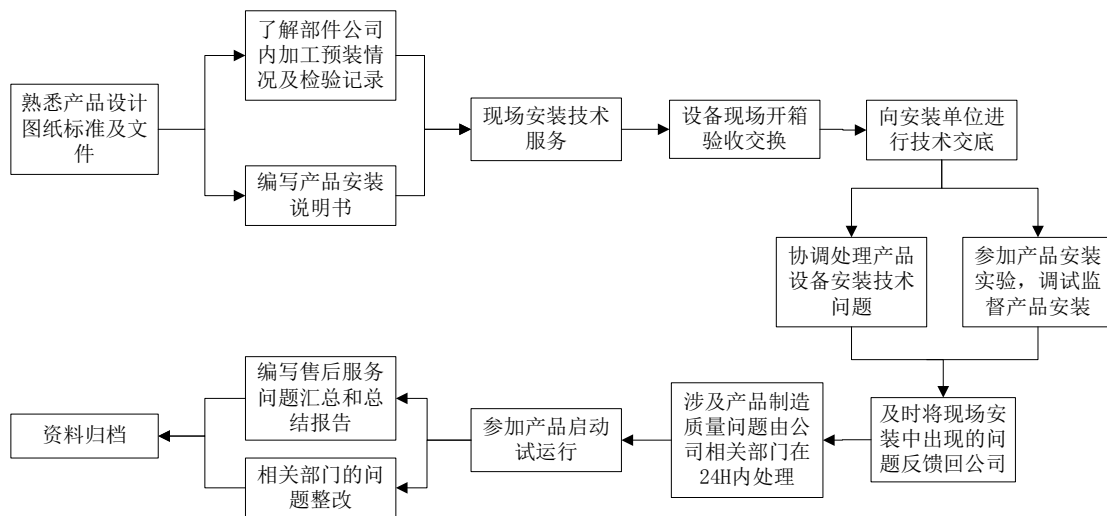 熟悉产品设计
图纸标准及文
件
了解部件公司
内加工预装情
况及检验记录
编写产品安装
说明书
现场安装技术
服务
设备现场开箱
验收交换
向安装单位进
行技术交底
协调处理产品
设备安装技术
问题
参加产品安装
实验，调试监
督产品安装
及时将现场安
装中出现的问
题反馈回公司
涉及产品制造
质量问题由公
司相关部门在
24H内处理
参加产品启动
试运行
编写售后服务
问题汇总和总
结报告
相关部门的问
题整改
资料归档